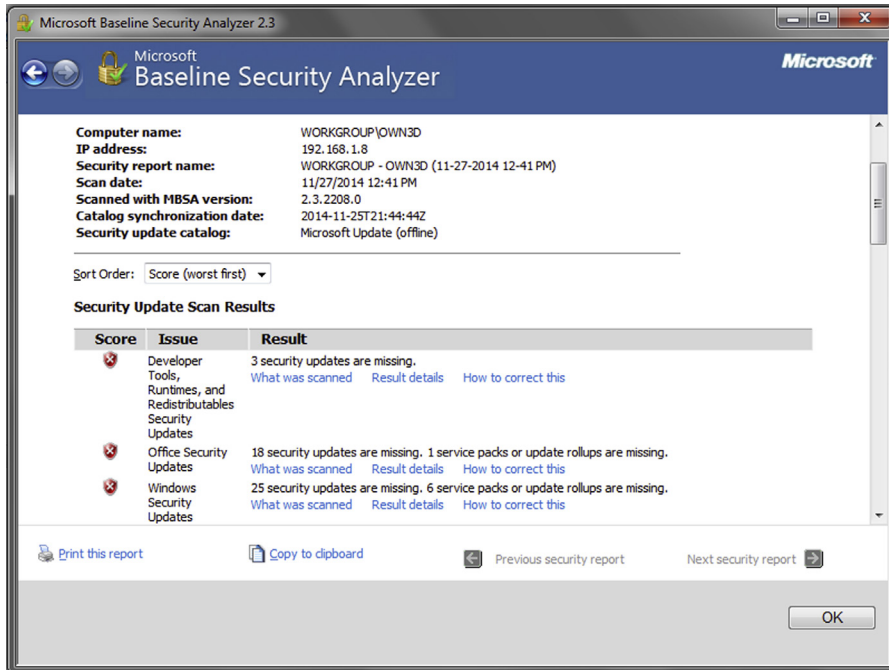 Microsoft Baseline Security Analyzer 2.3
Microsoft
Baseline Security Analyzer
Microsoft
Computer name: WORKGROUP\OWN3D
IP address: 192.168.1.8
Security report name: WORKGROUP - OWN3D (11-27-2014 12-41 PM)
Scan date: 11/27/2014 12:41 PM
Scanned with MBSA version: 2.3.2208.0
Catalog synchronization date: 2014-11-25T21:44:44Z
Security update catalog: Microsoft Update (offline)
Sort Order: Score (worst first)
Security Update Scan Results
Score Issue Result
Developer
Tools,
Runtimes, and
Redistributables
Security
Updates
3 security updates are missing.
What was scanned Result details How to correct this
Office Security
Updates
18 security updates are missing. 1 service packs or update rollups are missing.
What was scanned Result details How to correct this
Windows
Security
Updates
25 security updates are missing. 6 service packs or update rollups are missing.
What was scanned Result details How to correct this
Print this report Copy to clipboard Previous security report Next security report
OK